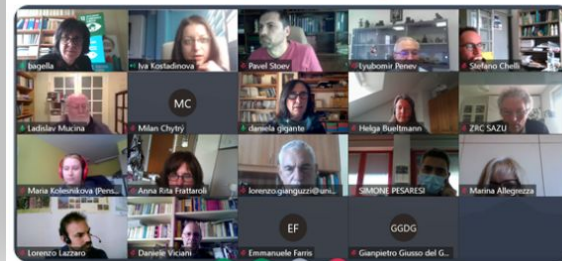 bagella
Iva Kostadinova
Pavel Stoev
Lyubomir Penev
Stefano Chelli
Ladislav Mucina
MC
Milan Chytrý
daniela gigante
Helga Bueltmann
ZRC SAZU
Maria Kolesnikova (Pens...
Anna Rita Frattaroli
lorenzo.gianguzzi@uni...
SIMONE PESARESI
Marina Allegrezza
Lorenzo Lazzaro
Daniele Viciani
EF
Emmanuele Farris
GGDG
Gianpietro Giusso del G...